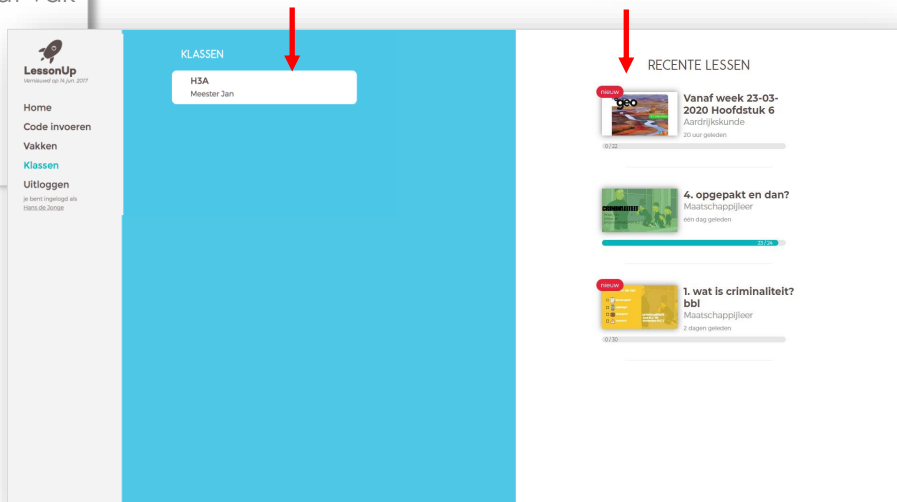 LessonUp
Vernieuwd op 14 jun. 2017
Home
Code invoeren
Vakken
Klassen
Uitloggen
je bent ingelogd als
Hans de Jonge
KLASSEN
H3A
Meester Jan
RECENTE LESSEN
nieuw
geo
Vanaf week 23-03-
2020 Hoofdstuk 6
Aardrijkskunde
20 uur geleden
0/22
CRIMINALITEIT
4. opgepakt en dan?
Maatschappijleer
één dag geleden
23/24
nieuw
1. wat is criminaliteit?
bbl
Maatschappijleer
2 dagen geleden
0/30